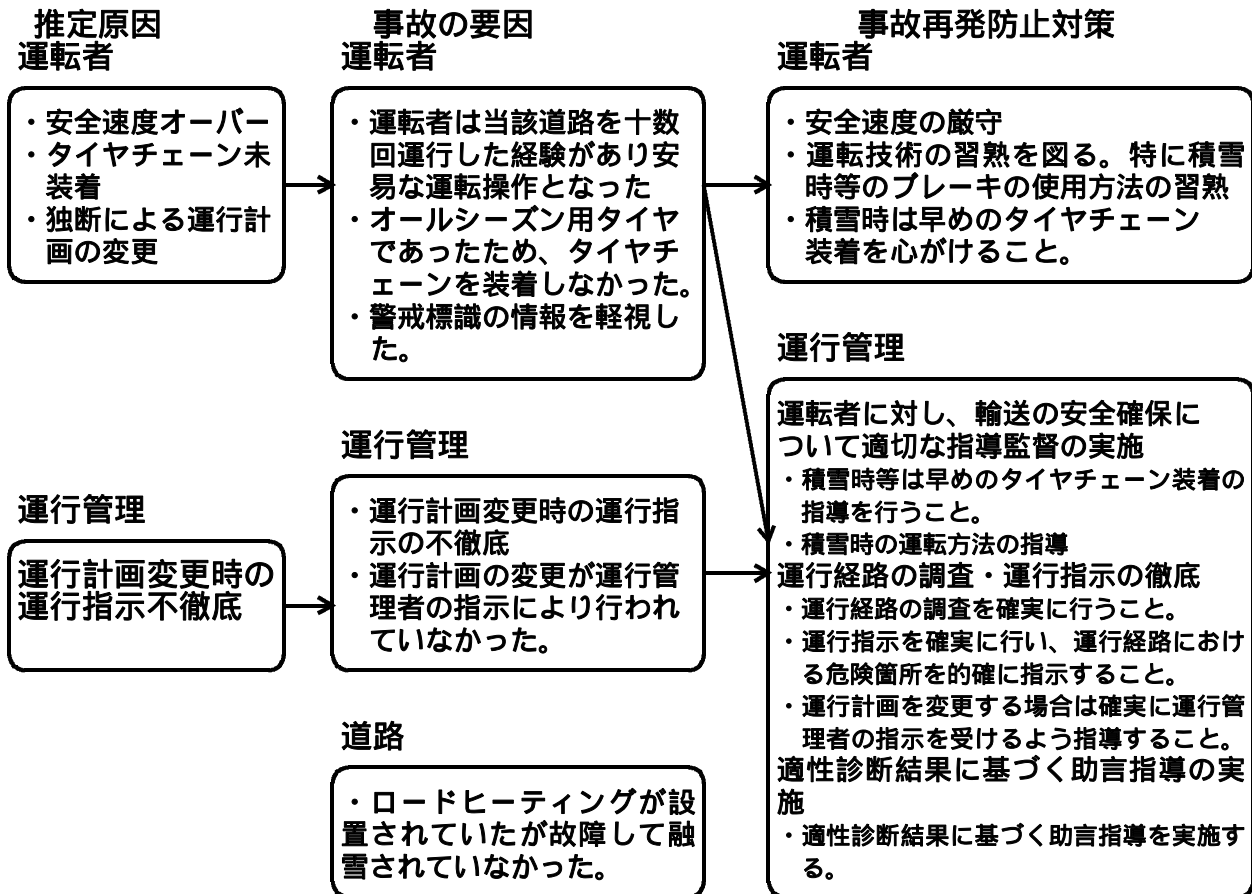 推定原因
運転者
・安全速度オーバー
・タイヤチェーン未
装着
・独断による運行計
画の変更
運行管理
運行計画変更時の
運行指示不徹底
事故の要因
運転者
・運転者は当該道路を十数
回運行した経験があり安
易な運転操作となった
・オールシーズン用タイヤ
であったため、タイヤチ
ェーンを装着しなかった。
・警戒標識の情報を軽視し
た。
運行管理
・運行計画変更時の運行指
示の不徹底
・運行計画の変更が運行管
理者の指示により行われ
ていなかった。
道路
・ロードヒーティングが設
置されていたが故障して融
雪されていなかった。
事故再発防止対策
運転者
・安全速度の厳守
・運転技術の習熟を図る。特に積雪
時等のブレーキの使用方法の習熟
・積雪時は早めのタイヤチェーン
装着を心がけること。
運行管理
運転者に対し、輸送の安全確保に
ついて適切な指導監督の実施
・積雪時等は早めのタイヤチェーン装着の
指導を行うこと。
・積雪時の運転方法の指導
運行経路の調査・運行指示の徹底
・運行経路の調査を確実に行うこと。
・運行指示を確実に行い、運行経路におけ
る危険箇所を的確に指示すること。
・運行計画を変更する場合は確実に運行管
理者の指示を受けるよう指導すること。
適性診断結果に基づく助言指導の実
施
・適性診断結果に基づく助言指導を実施す
る。